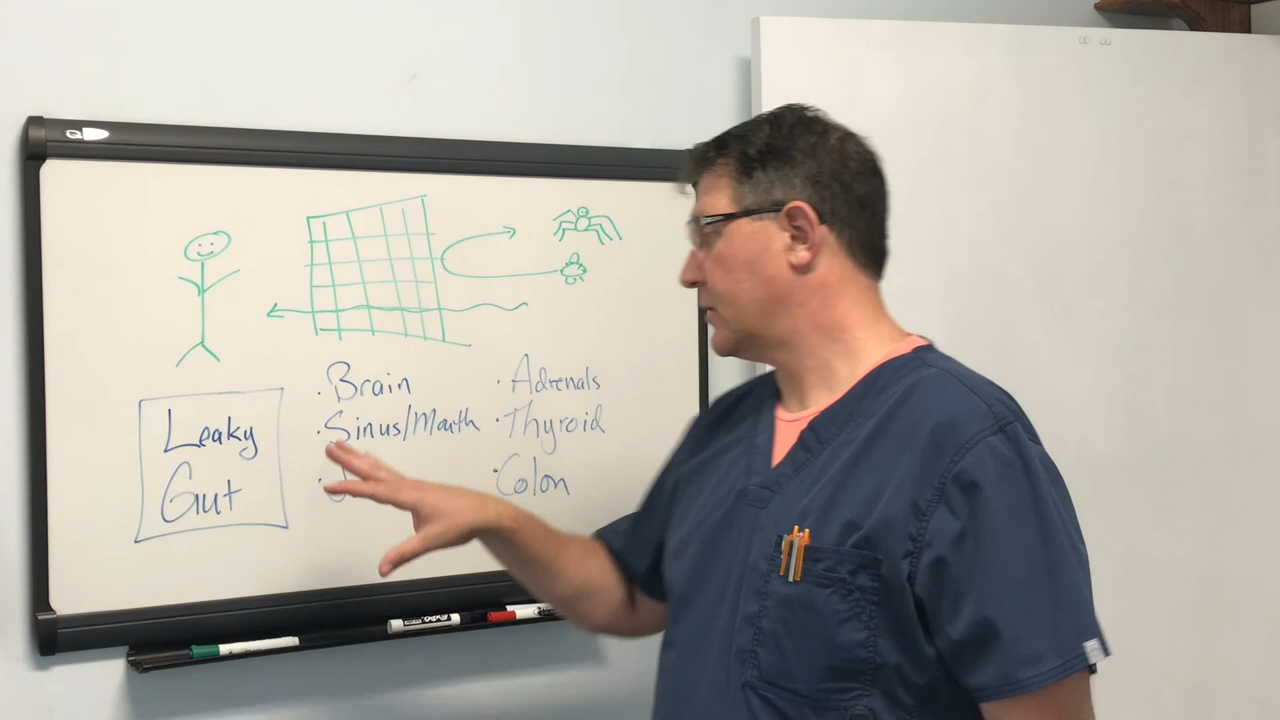 Leaky
Gut
· Brain
· Sinus/Mouth
· Adrenals
· Thyroid
· Colon